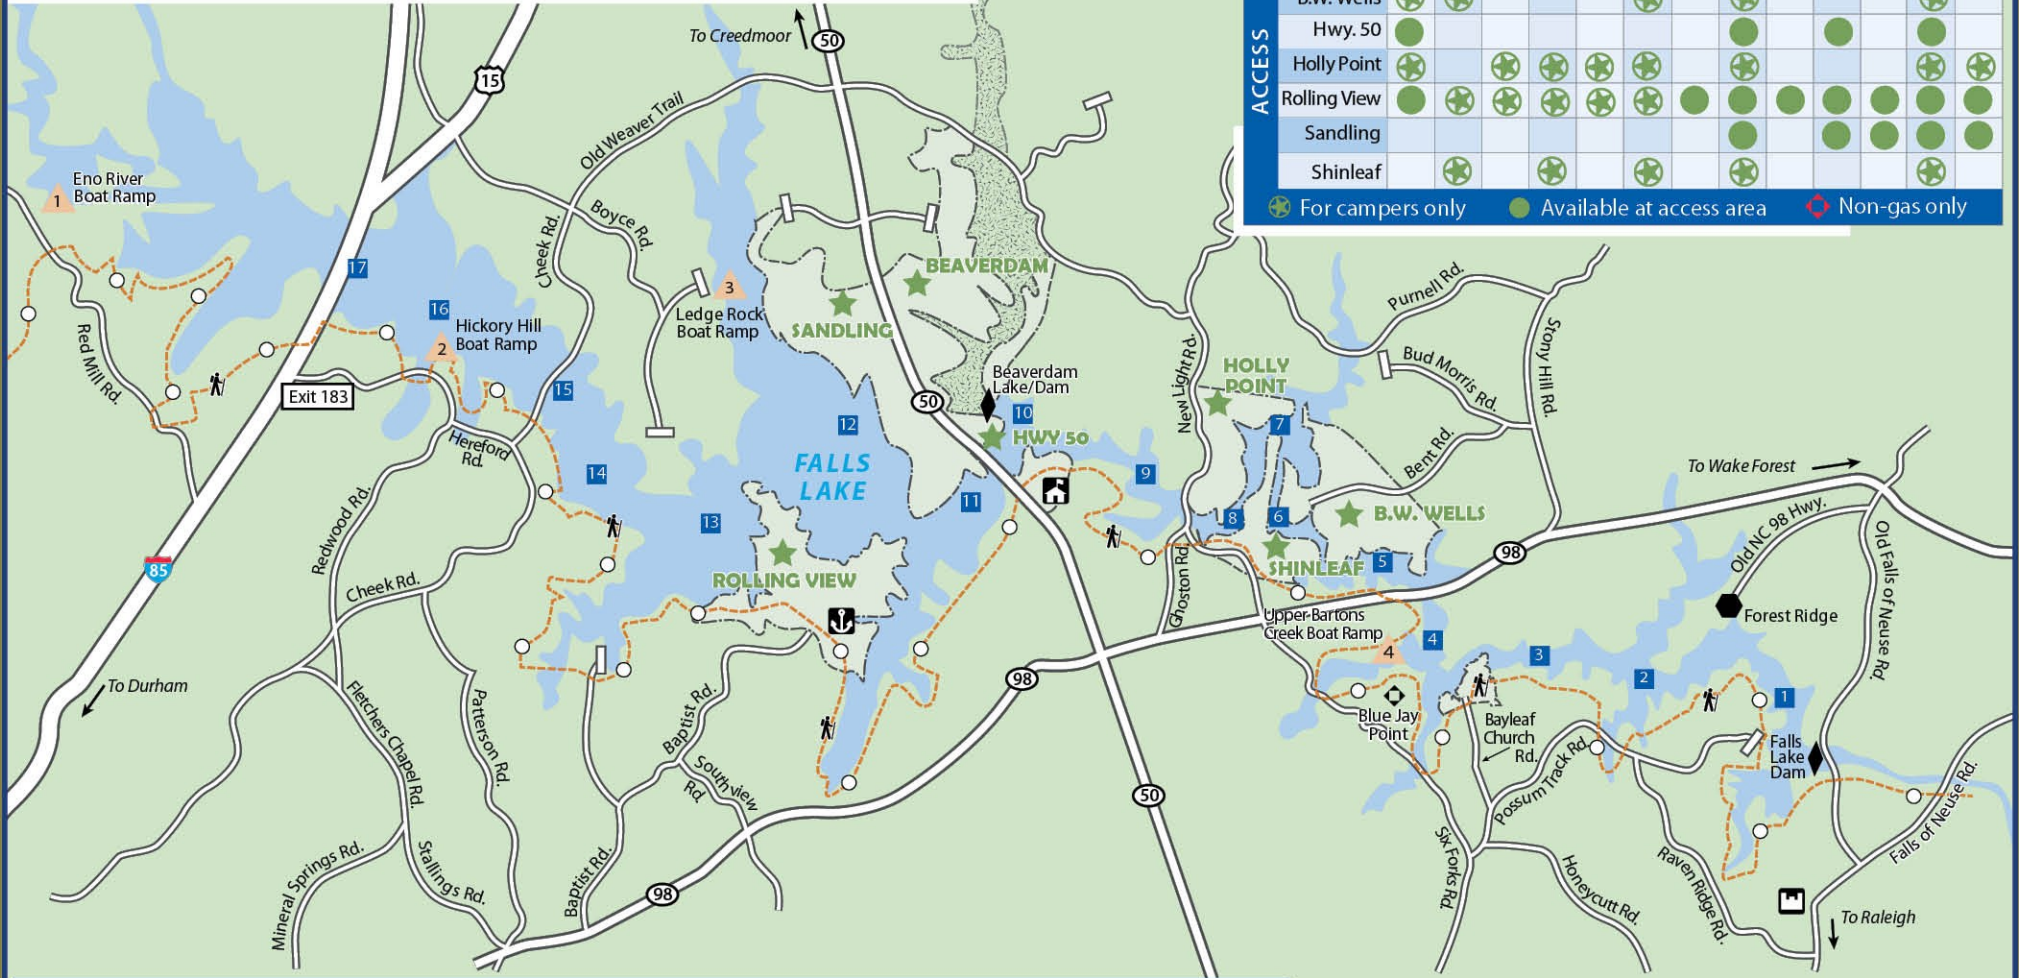 B.W. Wells
Hwy. 50
Holly Point
Rolling View
Sandling
Shinleaf
ACCESS
For campers only
Available at access area
Non-gas only
To Creedmoor
50
15
Old Weaver Trail
1
Eno River
Boat Ramp
Boyce Rd.
Cheek Rd.
17
16
Hickory Hill
Boat Ramp
2
3
Ledge Rock
Boat Ramp
BEAVERDAM
SANDLING
Red Mill Rd.
Exit 183
15
Hereford
Rd.
14
Redwood Rd.
12
FALLS
LAKE
13
11
50
Beaverdam
Lake/Dam
10
HWY 50
9
New Light Rd.
HOLLY
POINT
7
8
6
B.W. WELLS
SHINLEAF
5
Purnell Rd.
Bud Morris Rd.
Stony Hill Rd.
Bent Rd.
To Wake Forest
98
Old NC 98 Hwy.
Old Falls of Neuse Rd.
Forest Ridge
85
Cheek Rd.
ROLLING VIEW
Ghoston Rd.
Upper Bartons
Creek Boat Ramp
4
4
3
2
1
To Durham
Fletchers Chapel Rd.
Patterson Rd.
Baptist Rd.
Southview
Rd.
98
50
Blue Jay
Point
Bayleaf
Church
Rd.
Possum Track Rd.
Falls
Lake
Dam
Falls of Neuse Rd.
Mineral Springs Rd.
Stallings Rd.
Baptist Rd.
98
Six Forks Rd.
Honeycutt Rd.
Raven Ridge Rd.
To Raleigh